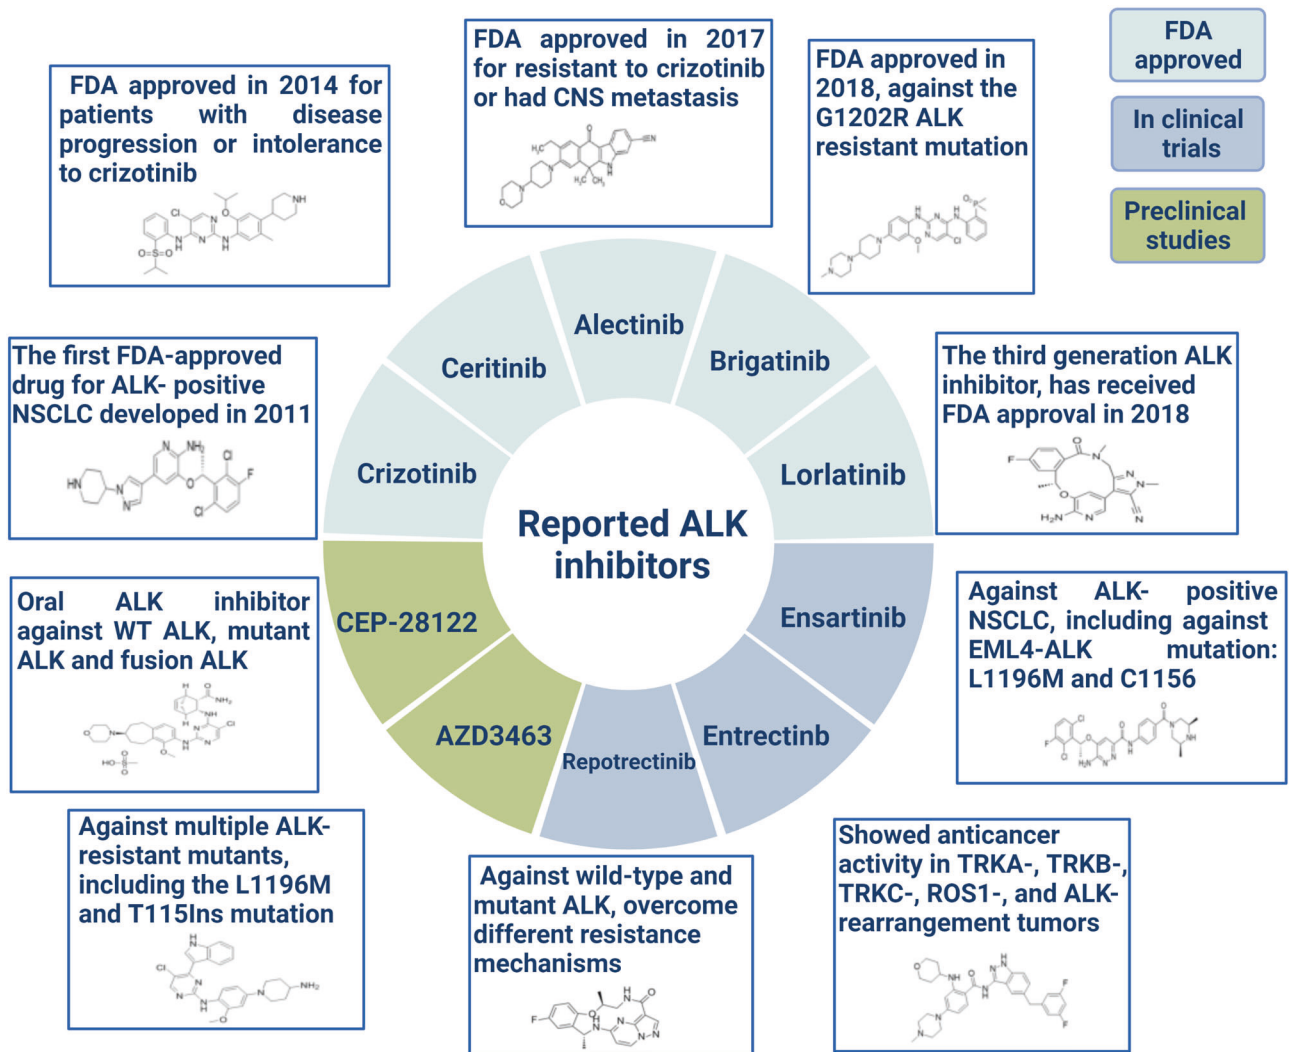 FDA approved in 2014 for
patients with disease
progression or intolerance
to crizotinib
FDA approved in 2017
for resistant to crizotinib
or had CNS metastasis
FDA approved in
2018, against the
G1202R ALK
resistant mutation
FDA
approved
In clinical
trials
Preclinical
studies
The first FDA-approved
drug for ALK- positive
NSCLC developed in 2011
The third generation ALK
inhibitor, has received
FDA approval in 2018
Alectinib
Ceritinib
Brigatinib
Crizotinib
Lorlatinib
Reported ALK
inhibitors
CEP-28122
Ensartinib
AZD3463
Entrectinb
Repotrectinib
Oral ALK inhibitor
against WT ALK, mutant
ALK and fusion ALK
Against ALK- positive
NSCLC, including against
EML4-ALK mutation:
L1196M and C1156
Against multiple ALK-
resistant mutants,
including the L1196M
and T115Ins mutation
Against wild-type and
mutant ALK, overcome
different resistance
mechanisms
Showed anticancer
activity in TRKA-, TRKB-,
TRKC-, ROS1-, and ALK-
rearrangement tumors